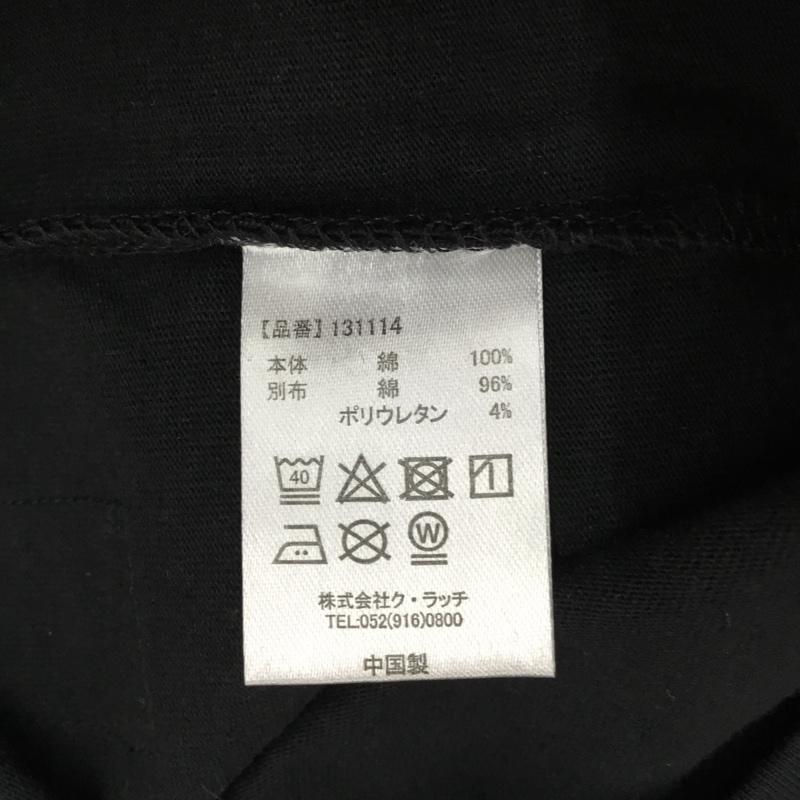 【品番】131114
本体 綿 100%
別布 綿 96%
ポリウレタン 4%
40
W
株式会社ク・ラッチ
TEL:052(916)0800
中国製